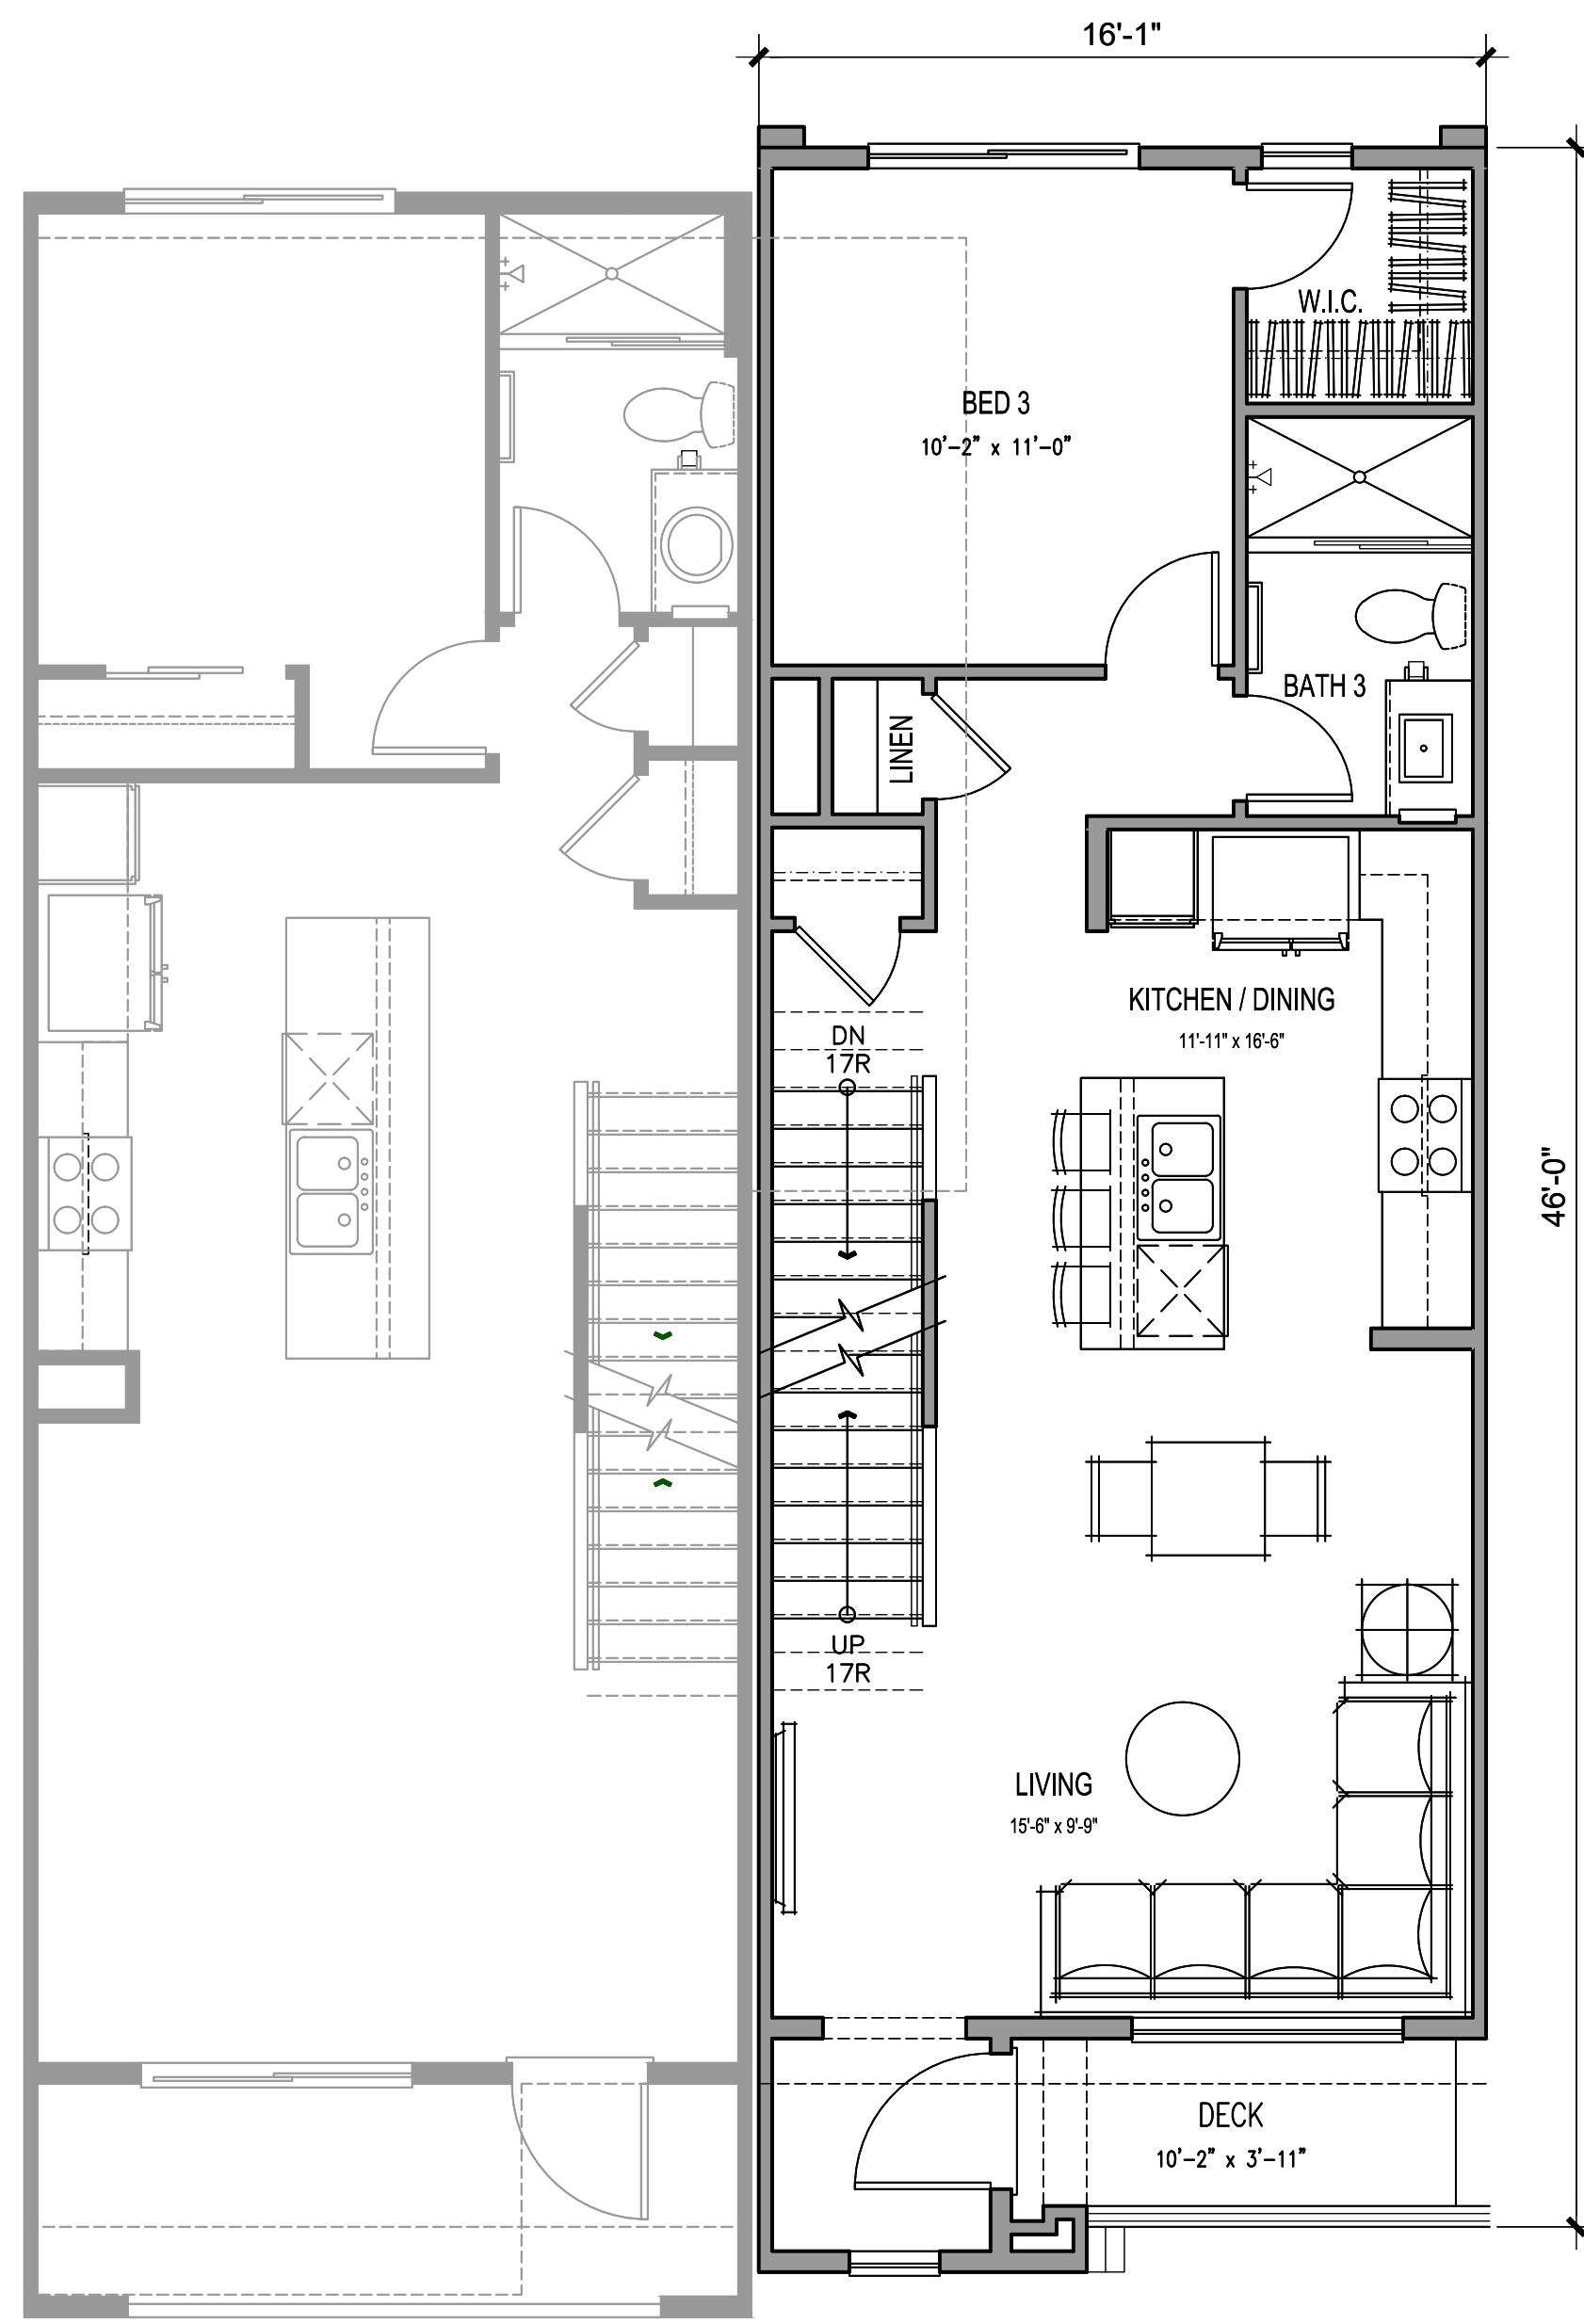 16'-1"
W.I.C.
BED 3
10'-2" x 11'-0"
BATH 3
LINEN
KITCHEN / DINING
11'-11" x 16'-6"
DN
17R
46'-0"
UP
17R
LIVING
15'-6" x 9'-9"
DECK
10'-2" x 3'-11"